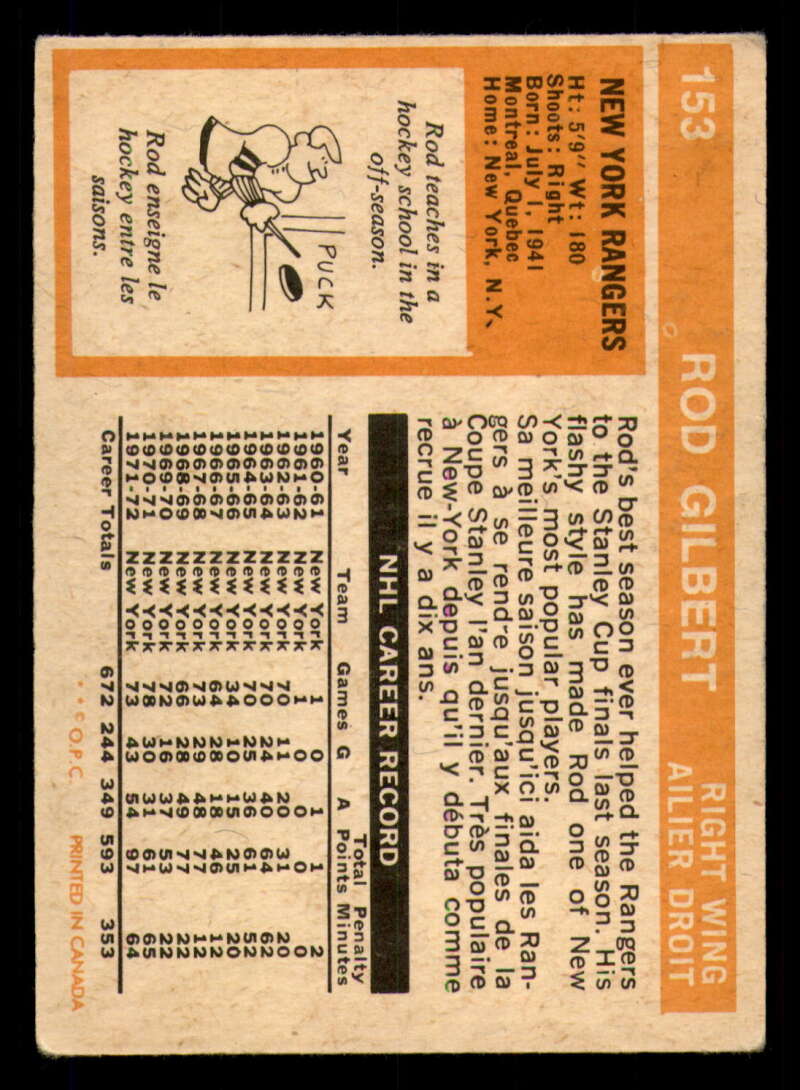 153 ROD GILBERT RIGHT WING
AILIER DROIT
NEW YORK RANGERS
Ht: 5'9" Wt: 180
Shoots: Right
Born: July 1, 1941
Montreal, Quebec
Home: New York, N.Y.
Rod teaches in a
hockey school in the
off-season.
PUCK
Rod enseigne le
hockey entre les
saisons.
Rod's best season ever helped the Rangers
to the Stanley Cup finals last season. His
flashy style has made Rod one of New
York's most popular players.
Sa meilleure saison jusqu'ici aida les Ran-
gers à se rend-e jusqu'aux finales de la
Coupe Stanley l'an dernier. Très populaire
à New-York depuis qu'il y débuta comme
recrue il y a dix ans.
NHL CAREER RECORD
Year Team Games G A Total Points Penalty Minutes
1960-61 New York 1 0 1 1 2
1961-62 New York 1 0 0 0 0
1962-63 New York 70 11 20 31 20
1963-64 New York 70 24 40 64 62
1964-65 New York 70 25 36 61 52
1965-66 New York 34 10 15 25 20
1966-67 New York 64 28 18 46 12
1967-68 New York 73 29 48 77 12
1968-69 New York 66 28 49 77 22
1969-70 New York 72 16 37 53 22
1970-71 New York 78 30 31 61 65
1971-72 New York 73 43 54 97 64
Career Totals 672 244 349 593 353
* * © O.P.C. PRINTED IN CANADA